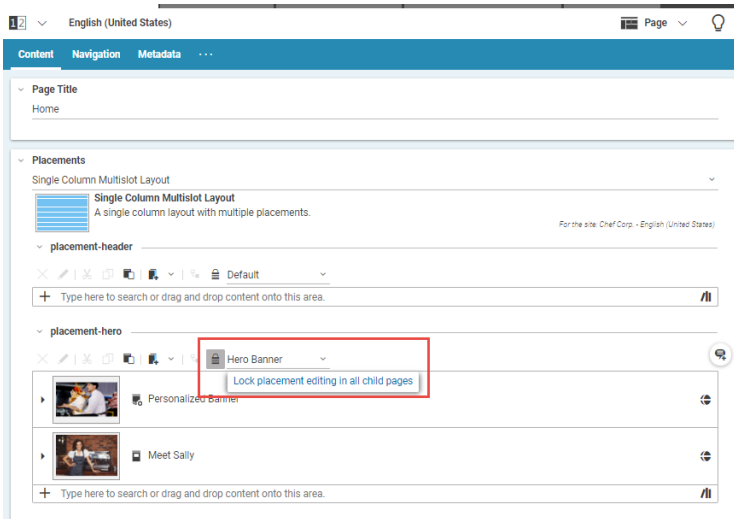 12 English (United States) Page
Content Navigation Metadata ...
Page Title
Home
Placements
Single Column Multislot Layout
Single Column Multislot Layout
A single column layout with multiple placements.
For the site: Chef Corp. - English (United States)
placement-header
Default
Type here to search or drag and drop content onto this area.
placement-hero
Hero Banner
Lock placement editing in all child pages
Personalized Banner
Meet Sally
Type here to search or drag and drop content onto this area.